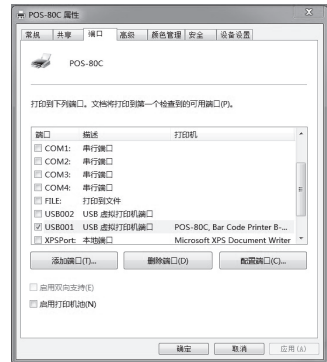 POS-80C 属性
常规 共享 端口 高级 颜色管理 安全 设备设置
POS-80C
打印到下列端口。文档将打印到第一个检查到的可用端口(P)。
端口 描述 打印机
COM1: 串行端口
COM2: 串行端口
COM3: 串行端口
COM4: 串行端口
FILE: 打印到文件
USB002 USB 虚拟打印机端口
USB001 USB 虚拟打印机端口 POS-80C, Bar Code Printer B-...
XPSPort: 本地端口 Microsoft XPS Document Writer
添加端口(T)... 删除端口(D) 配置端口(C)...
启用双向支持(E)
启用打印机池(N)
确定 取消 应用(A)